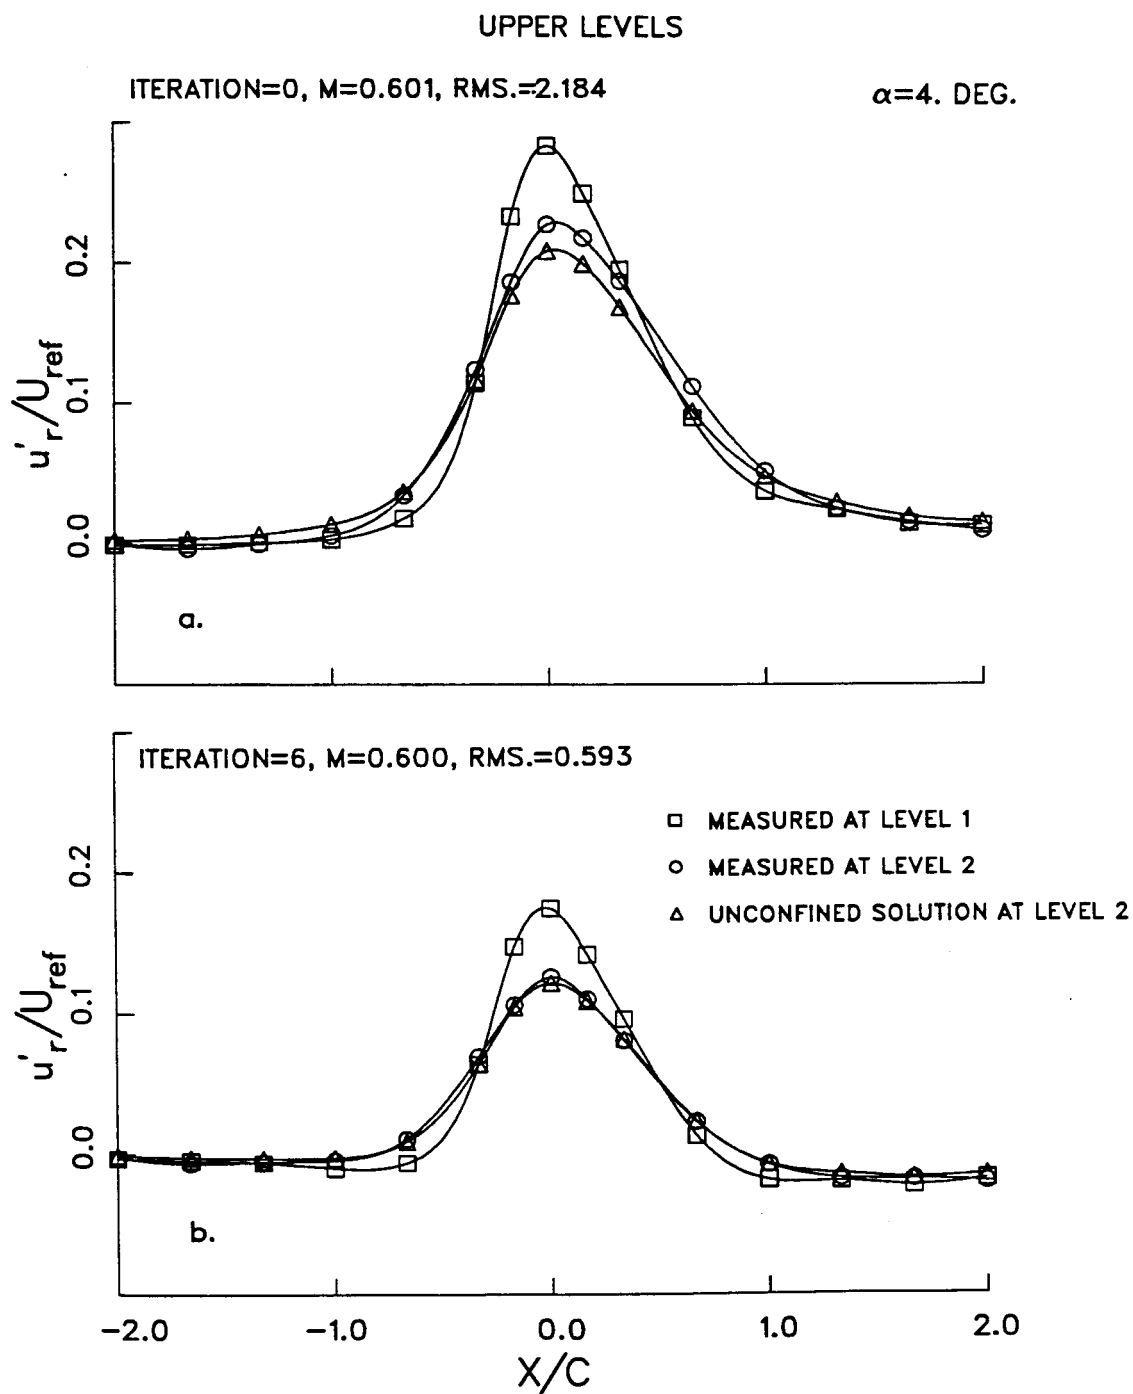 UPPER LEVELS
ITERATION=0, M=0.601, RMS.=2.184
α=4. DEG.
0.2
0.1
0.0
u'r/Uref
a.
ITERATION=6, M=0.600, RMS.=0.593
MEASURED AT LEVEL 1
MEASURED AT LEVEL 2
UNCONFINED SOLUTION AT LEVEL 2
0.2
0.1
0.0
u'r/Uref
b.
-2.0 -1.0 0.0 1.0 2.0
X/C